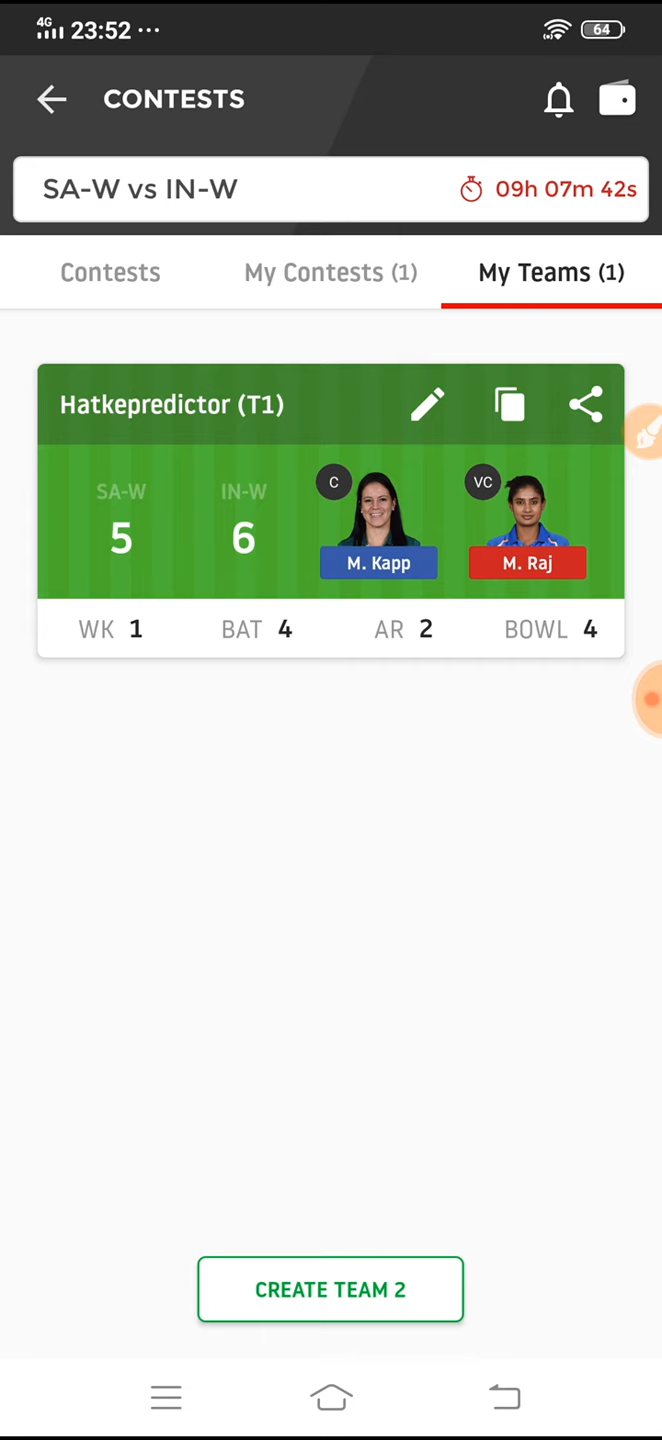 4G 23:52 ... 64
CONTESTS
SA-W vs IN-W 09h 07m 42s
Contests My Contests (1) My Teams (1)
Hatkepredictor (T1)
SA-W IN-W C VC
5 6
M. Kapp M. Raj
WK 1 BAT 4 AR 2 BOWL 4
CREATE TEAM 2